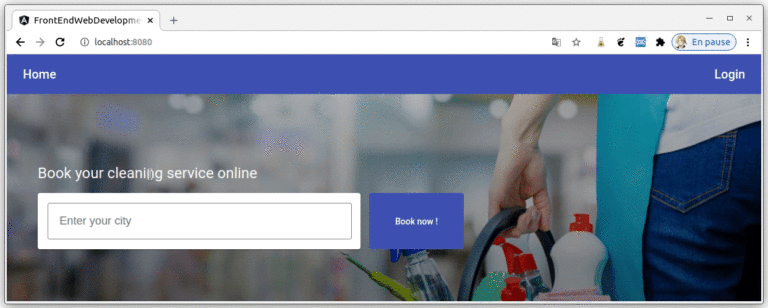 FrontEndWebDevelopme
localhost:8080
En pause
Home
Login
Book your cleaning service online
Enter your city
Book now !